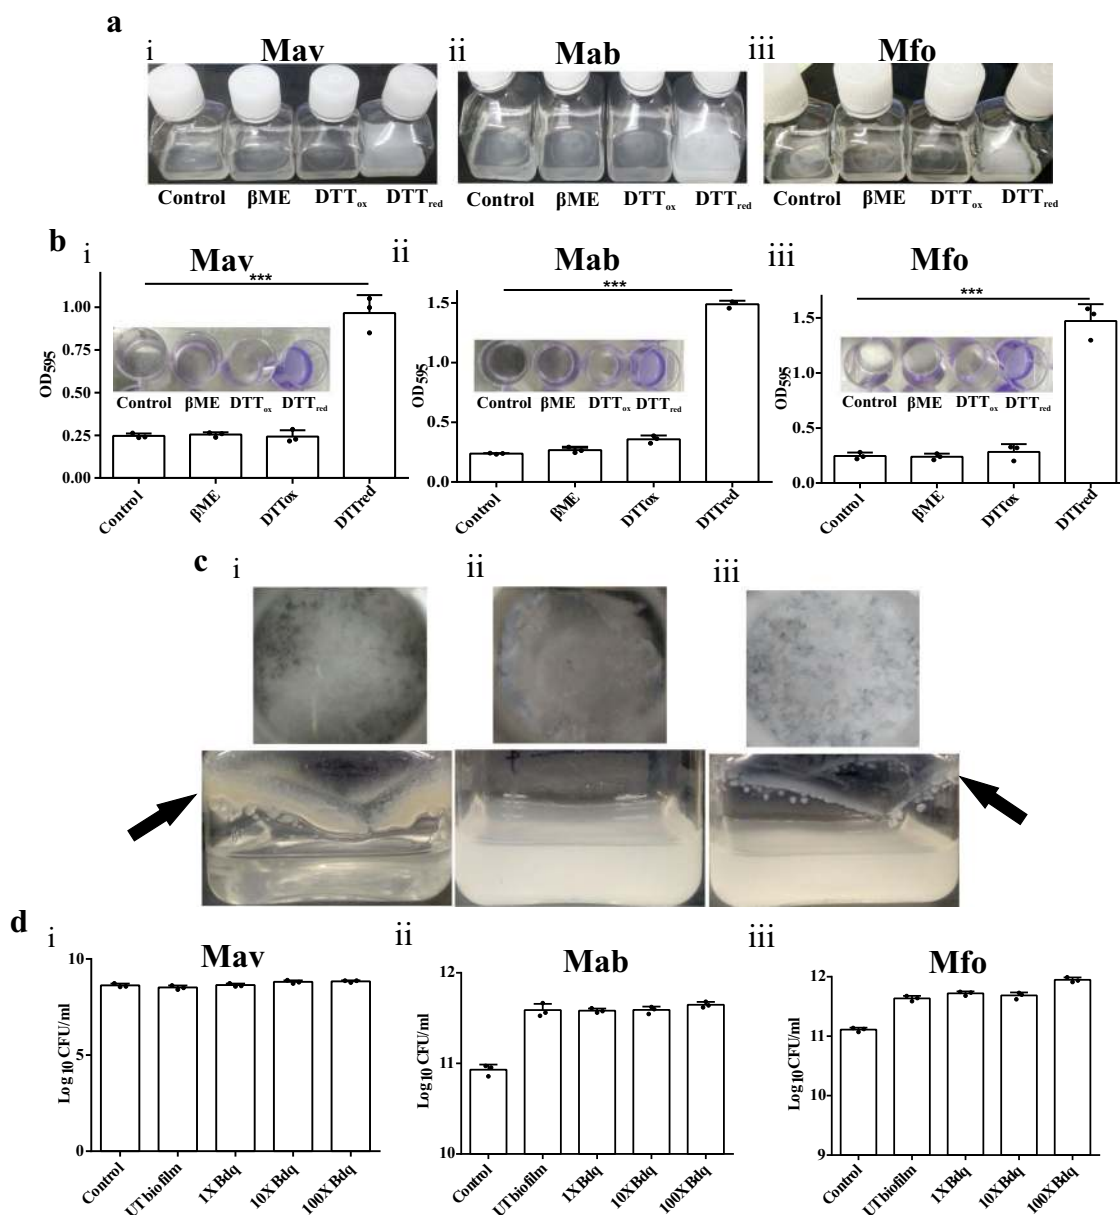 a
i Mav ii Mab iii Mfo
Control βME DTTox DTTred Control βME DTTox DTTred Control βME DTTox DTTred
b
i Mav ii Mab iii Mfo
*** *** ***
OD595 1.00 0.75 0.50 0.25 0.00
Control βME DTTox DTTred
Control βME DTTox DTTred
OD595 1.5 1.0 0.5 0.0
Control βME DTTox DTTred
Control βME DTTox DTTred
OD595 1.5 1.0 0.5 0.0
Control βME DTTox DTTred
Control βME DTTox DTTred
c
i ii iii
d
i Mav ii Mab iii Mfo
Log10 CFU/ml 10 5 0
Control UT biofilm 1X Bdq 10X Bdq 100X Bdq
Log10 CFU/ml 12 11 10
Control UT biofilm 1X Bdq 10X Bdq 100X Bdq
Log10 CFU/ml 12 11 10 9
Control UT biofilm 1X Bdq 10X Bdq 100X Bdq